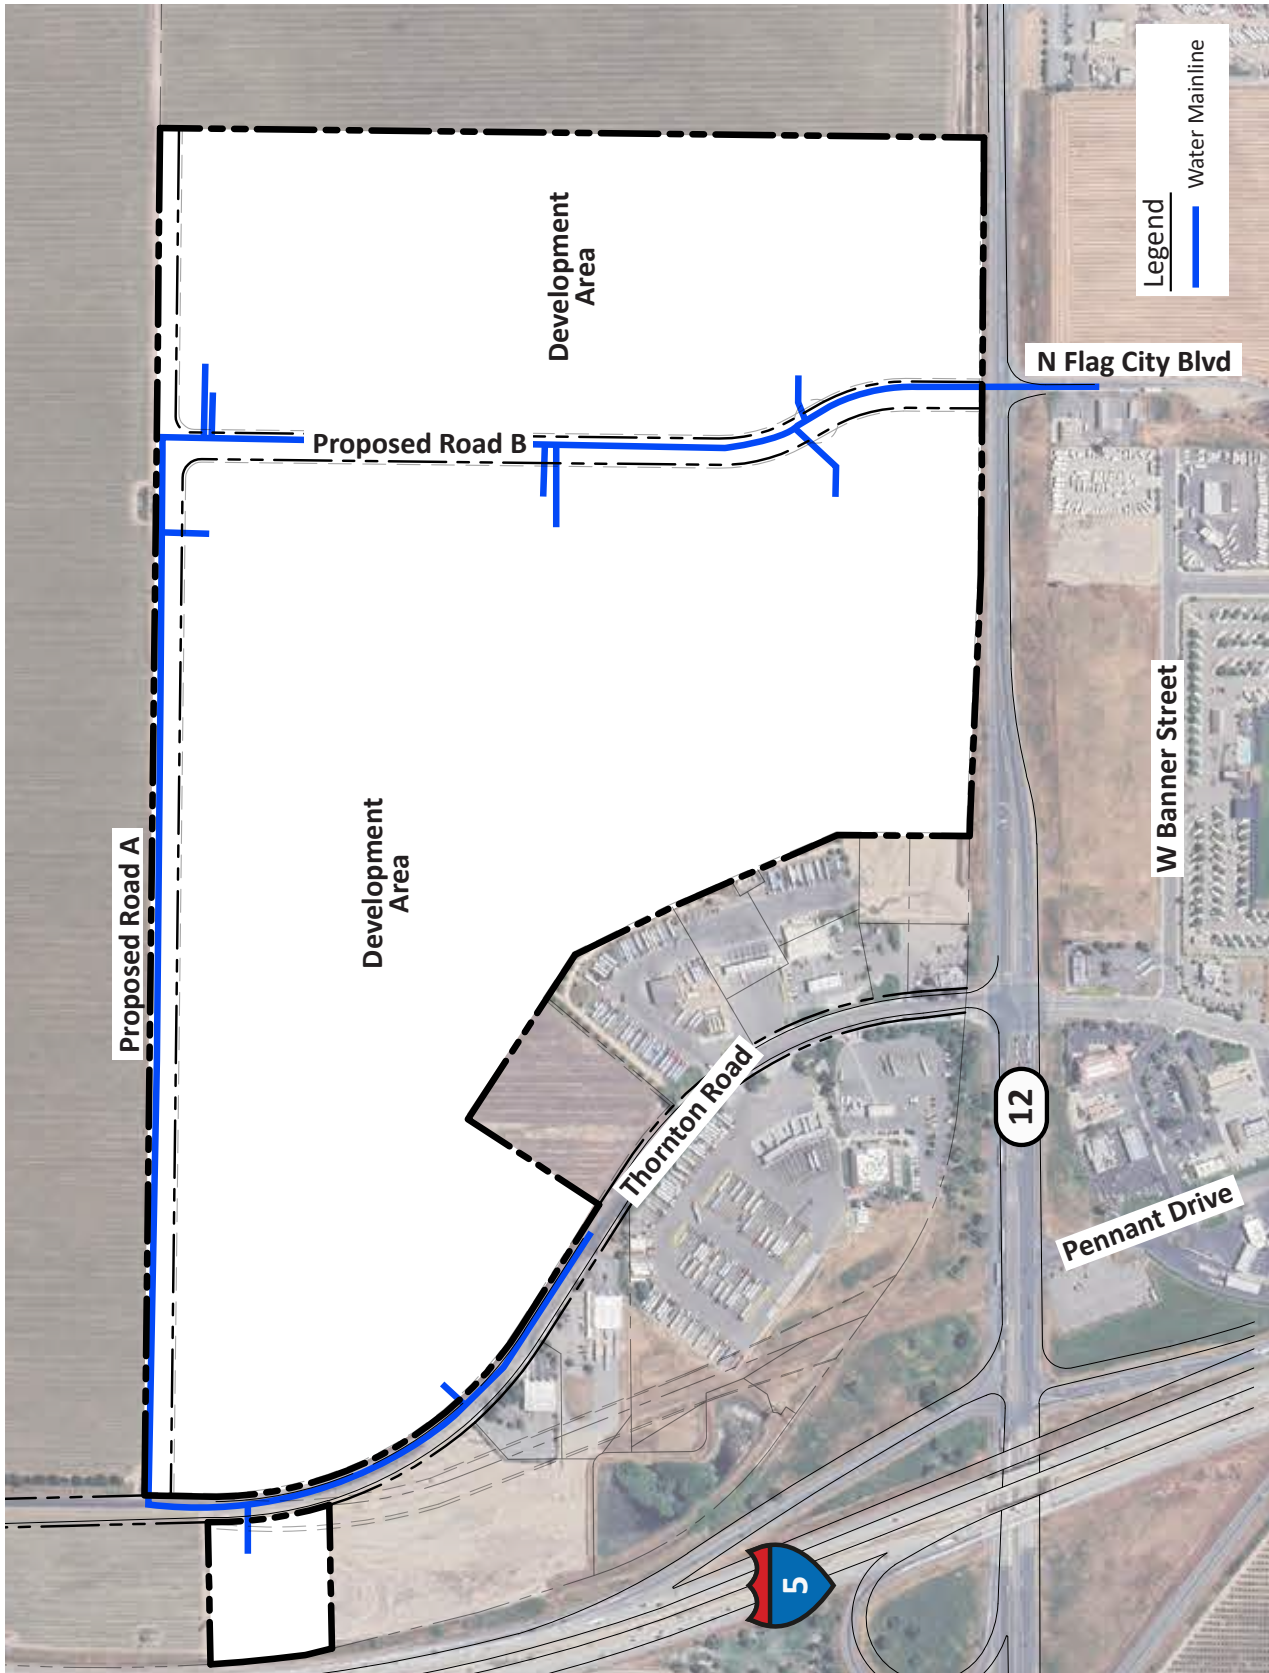 Development
Area
Legend
Water Mainline
N Flag City Blvd
Proposed Road B
Proposed Road A
Development
Area
W Banner Street
Thornton Road
12
Pennant Drive
5